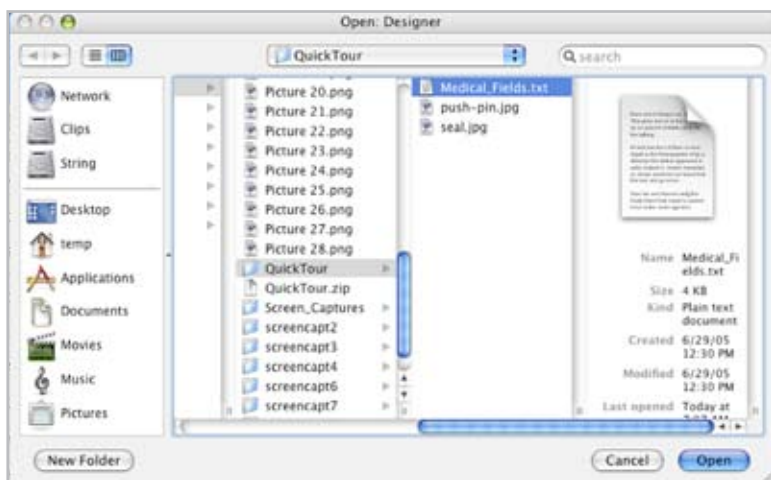 Open: Designer
QuickTour
search
Network
Clips
String
Desktop
temp
Applications
Documents
Movies
Music
Pictures
Picture 20.png
Picture 21.png
Picture 22.png
Picture 23.png
Picture 24.png
Picture 25.png
Picture 26.png
Picture 27.png
Picture 28.png
QuickTour
QuickTour.zip
Screen_Captures
screencapt2
screencapt3
screencapt4
screencapt6
screencapt7
Medical_Fields.txt
push-pin.jpg
seal.jpg
Name Medical_Fi
elds.txt
Size 4 KB
Kind Plain text
document
Created 6/29/05
12:30 PM
Modified 6/29/05
12:30 PM
Last opened Today at
New Folder
Cancel
Open